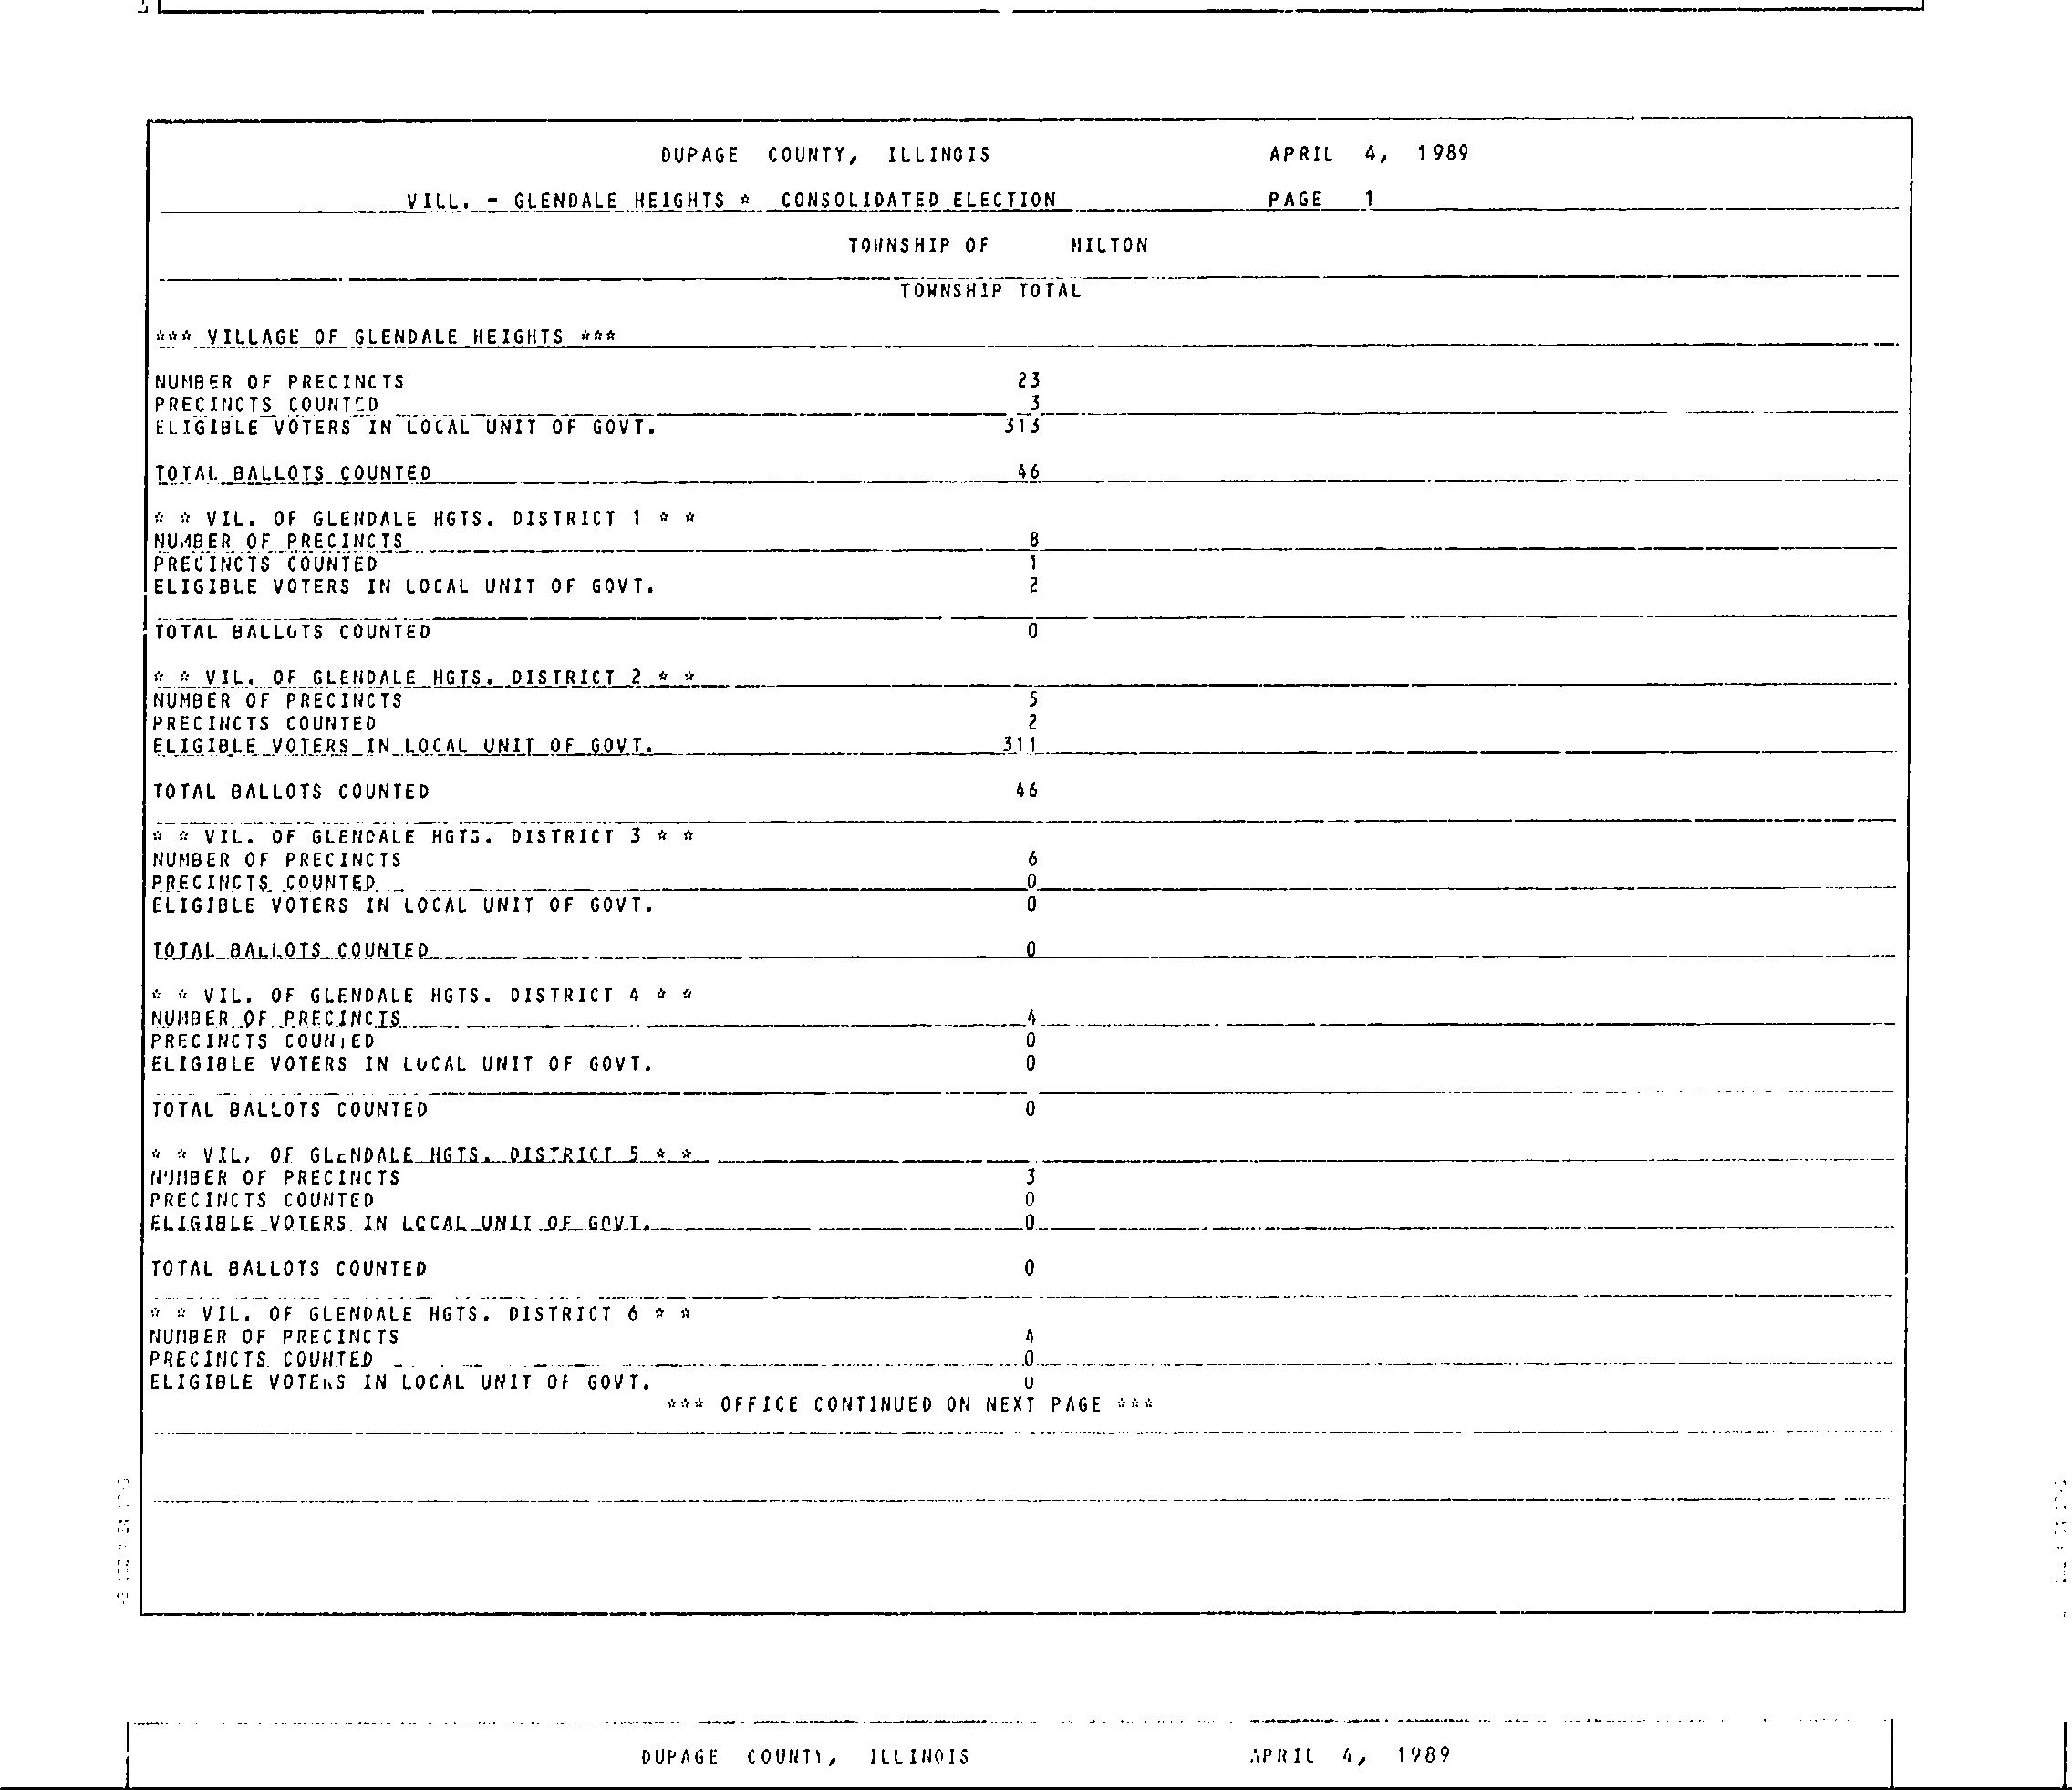 DUPAGE COUNTY, ILLINOIS APRIL 4, 1989
VILL. - GLENDALE HEIGHTS * CONSOLIDATED ELECTION PAGE 1
TOWNSHIP OF MILTON
TOWNSHIP TOTAL
*** VILLAGE OF GLENDALE HEIGHTS ***
NUMBER OF PRECINCTS 23
PRECINCTS COUNTED 3
ELIGIBLE VOTERS IN LOCAL UNIT OF GOVT. 313
TOTAL BALLOTS COUNTED 46
* * VIL. OF GLENDALE HGTS. DISTRICT 1 * *
NUMBER OF PRECINCTS 8
PRECINCTS COUNTED 1
ELIGIBLE VOTERS IN LOCAL UNIT OF GOVT. 2
TOTAL BALLOTS COUNTED 0
* * VIL. OF GLENDALE HGTS. DISTRICT 2 * *
NUMBER OF PRECINCTS 5
PRECINCTS COUNTED 2
ELIGIBLE VOTERS IN LOCAL UNIT OF GOVT. 311
TOTAL BALLOTS COUNTED 46
* * VIL. OF GLENDALE HGTS. DISTRICT 3 * *
NUMBER OF PRECINCTS 6
PRECINCTS COUNTED 0
ELIGIBLE VOTERS IN LOCAL UNIT OF GOVT. 0
TOTAL BALLOTS COUNTED 0
* * VIL. OF GLENDALE HGTS. DISTRICT 4 * *
NUMBER OF PRECINCTS 4
PRECINCTS COUNTED 0
ELIGIBLE VOTERS IN LOCAL UNIT OF GOVT. 0
TOTAL BALLOTS COUNTED 0
* * VIL. OF GLENDALE HGTS. DISTRICT 5 * *
NUMBER OF PRECINCTS 3
PRECINCTS COUNTED 0
ELIGIBLE VOTERS IN LOCAL UNIT OF GOVT. 0
TOTAL BALLOTS COUNTED 0
* * VIL. OF GLENDALE HGTS. DISTRICT 6 * *
NUMBER OF PRECINCTS 4
PRECINCTS COUNTED 0
ELIGIBLE VOTERS IN LOCAL UNIT OF GOVT. 0
*** OFFICE CONTINUED ON NEXT PAGE ***
DUPAGE COUNTY, ILLINOIS APRIL 4, 1989